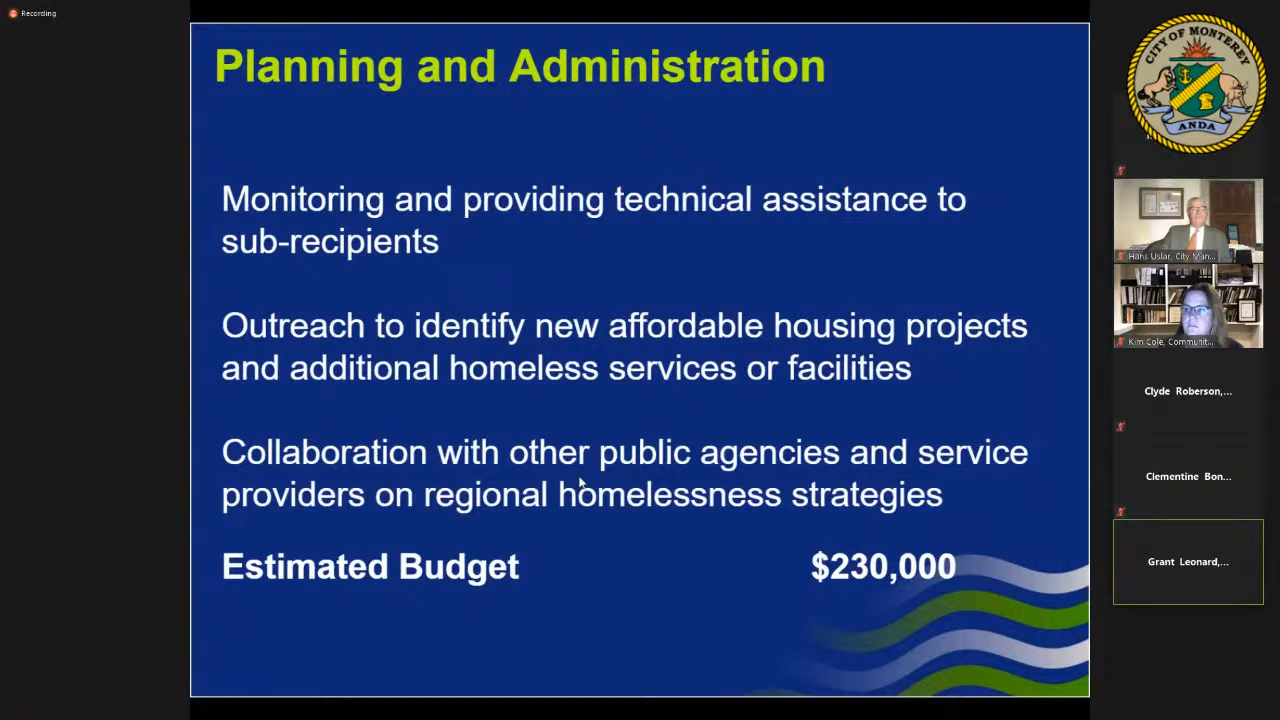 Recording
Planning and Administration
Monitoring and providing technical assistance to
sub-recipients
Outreach to identify new affordable housing projects
and additional homeless services or facilities
Collaboration with other public agencies and service
providers on regional homelessness strategies
Estimated Budget $230,000
CITY OF MONTEREY
ANDA
Hans Uslar, City Man...
Kim Cole, Communit...
Clyde Roberson,...
Clementine Bon...
Grant Leonard,...